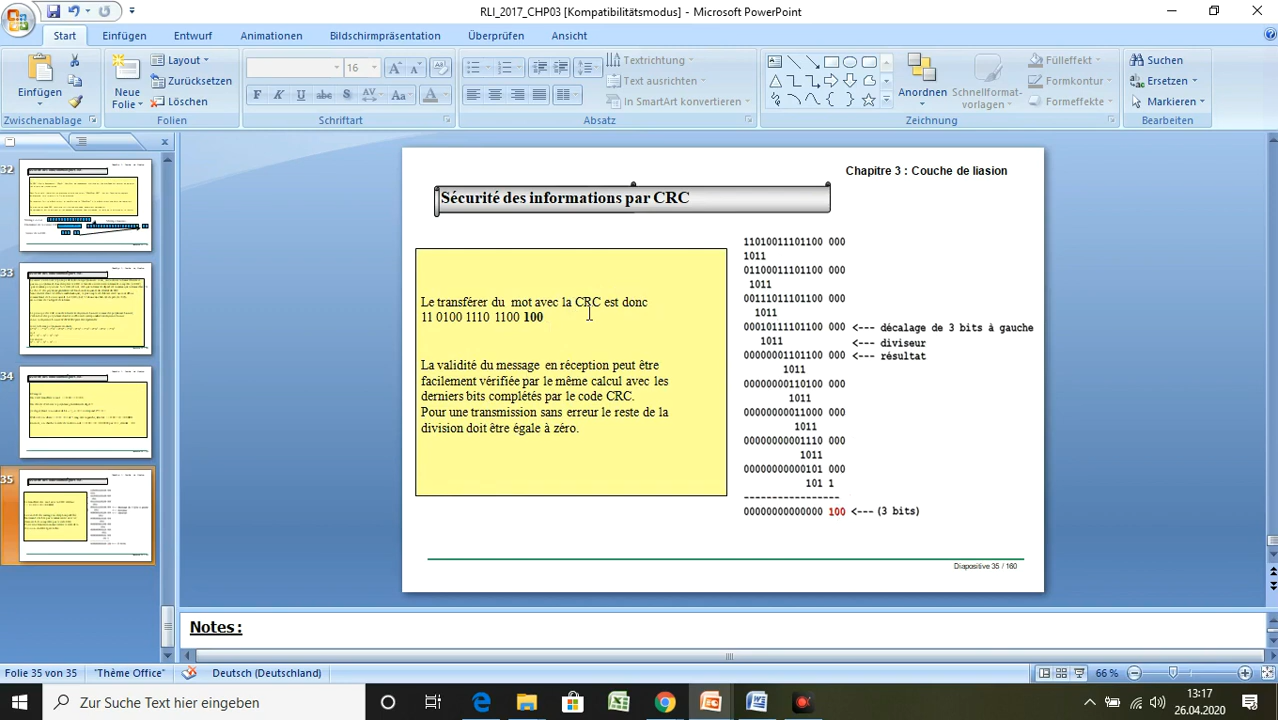 RLI_2017_CHP03 [Kompatibilitätsmodus] - Microsoft PowerPoint
Start Einfügen Entwurf Animationen Bildschirmpräsentation Überprüfen Ansicht
Einfügen
Neue Folie
Layout
Zurücksetzen
Löschen
16
Textrichtung
Text ausrichten
In SmartArt konvertieren
Anordnen
Schnellformat-
vorlagen
Fülleffekt
Formkontur
Formeffekte
Suchen
Ersetzen
Markieren
Zwischenablage Folien Schriftart Absatz Zeichnung Bearbeiten
32
33
34
35
Chapitre 3 : Couche de liasion
Sécurité des informations par CRC
Le transférer du mot avec la CRC est donc
11 0100 1110 1100 100
La validité du message en réception peut être
facilement vérifiée par le même calcul avec les
derniers bits complétés par le code CRC.
Pour une transmission sans erreur le reste de la
division doit être égale à zéro.
11010011101100 000
1011
01100011101100 000
1011
00111011101100 000
1011
00010111101100 000 <--- décalage de 3 bits à gauche
1011 <--- diviseur
00000001101100 000 <--- résultat
1011
00000000110100 000
1011
00000000011000 000
1011
00000000001110 000
1011
00000000000101 000
101 1
-----------------
00000000000000 100 <--- (3 bits)
Diapositive 35 / 160
Notes:
Folie 35 von 35 "Thème Office" Deutsch (Deutschland) 66 %
Zur Suche Text hier eingeben
13:17
26.04.2020